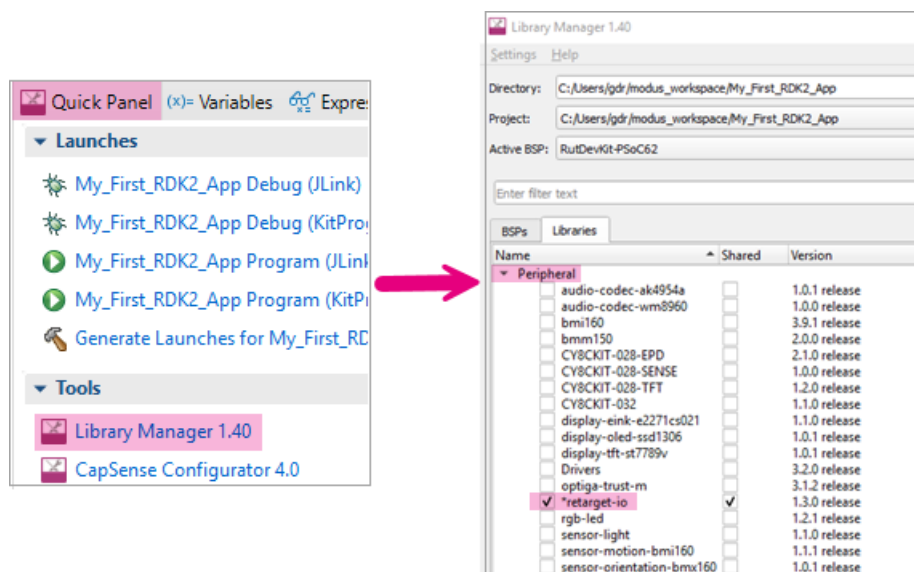 Quick Panel (x)= Variables Expre
Launches
My_First_RDK2_App Debug (JLink)
My_First_RDK2_App Debug (KitPro
My_First_RDK2_App Program (JLink
My_First_RDK2_App Program (KitP
Generate Launches for My_First_RD
Tools
Library Manager 1.40
CapSense Configurator 4.0
Library Manager 1.40
Settings Help
Directory: C:/Users/gdr/modus_workspace/My_First_RDK2_App
Project: C:/Users/gdr/modus_workspace/My_First_RDK2_App
Active BSP: RutDevKit-PSoC62
Enter filter text
BSPs Libraries
Name Shared Version
Peripheral
audio-codec-ak4954a 1.0.1 release
audio-codec-wm8960 1.0.0 release
bmi160 3.9.1 release
bmm150 2.0.0 release
CY8CKIT-028-EPD 2.1.0 release
CY8CKIT-028-SENSE 1.0.0 release
CY8CKIT-028-TFT 1.2.0 release
CY8CKIT-032 1.1.0 release
display-eink-e2271cs021 1.1.0 release
display-oled-ssd1306 1.0.1 release
display-tft-st7789v 1.0.1 release
Drivers 3.2.0 release
optiga-trust-m 3.1.2 release
*retarget-io 1.3.0 release
rgb-led 1.2.1 release
sensor-light 1.1.0 release
sensor-motion-bmi160 1.1.1 release
sensor-orientation-bmx160 1.0.1 release